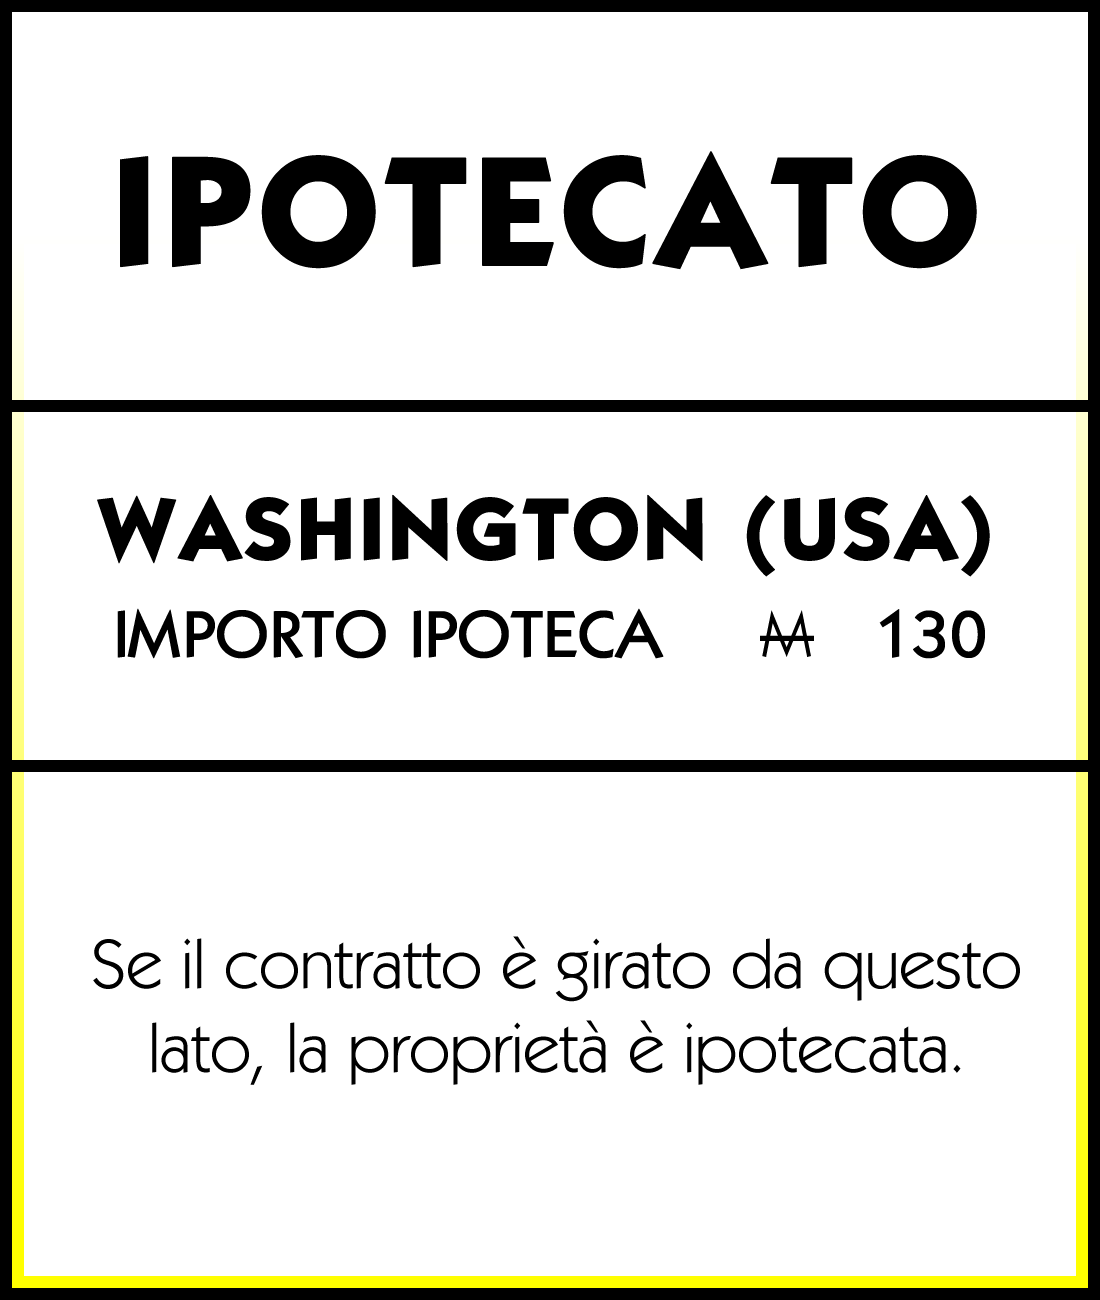 IPOTECATO
WASHINGTON (USA)
IMPORTO IPOTECA M 130
Se il contratto è girato da questo
lato, la proprietà è ipotecata.